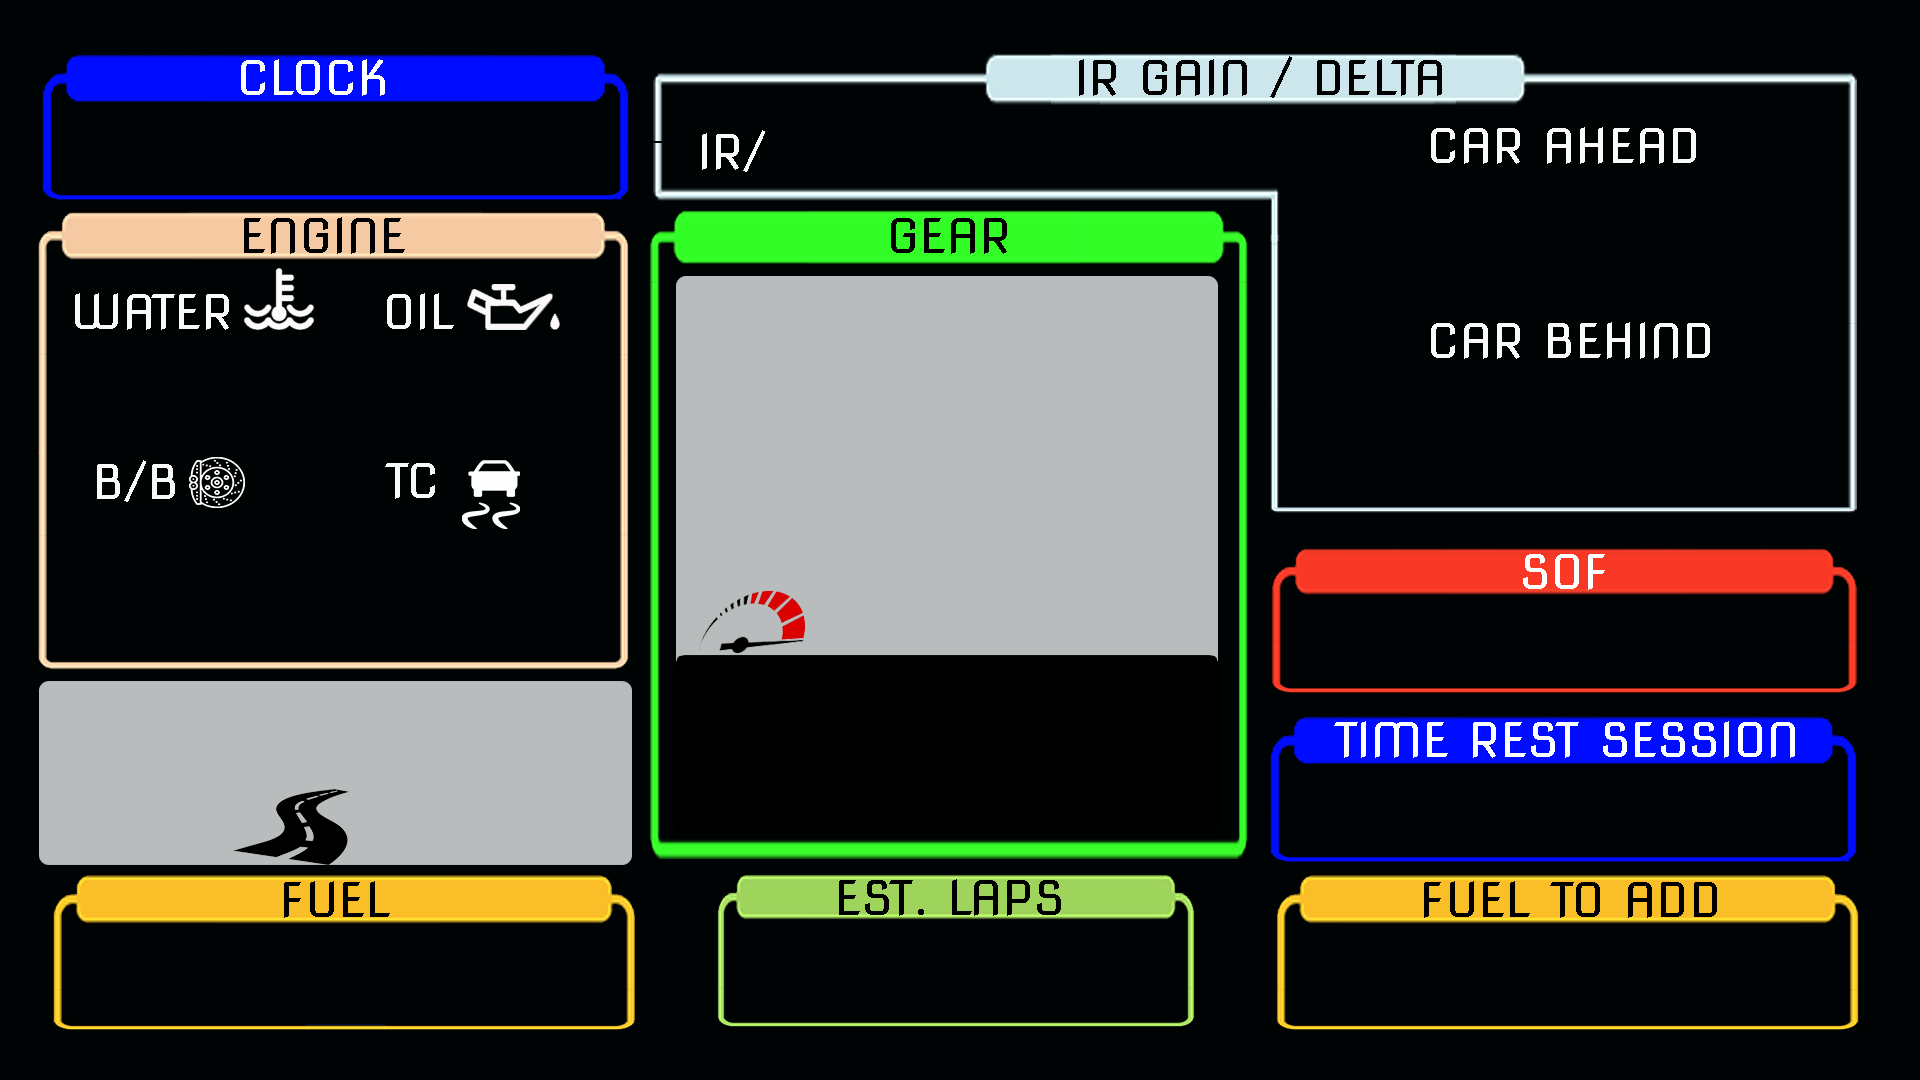 CLOCK
IR GAIN / DELTA
IR/
CAR AHEAD
ENGINE
GEAR
WATER
OIL
CAR BEHIND
B/B
TC
SOF
TIME REST SESSION
FUEL
EST. LAPS
FUEL TO ADD